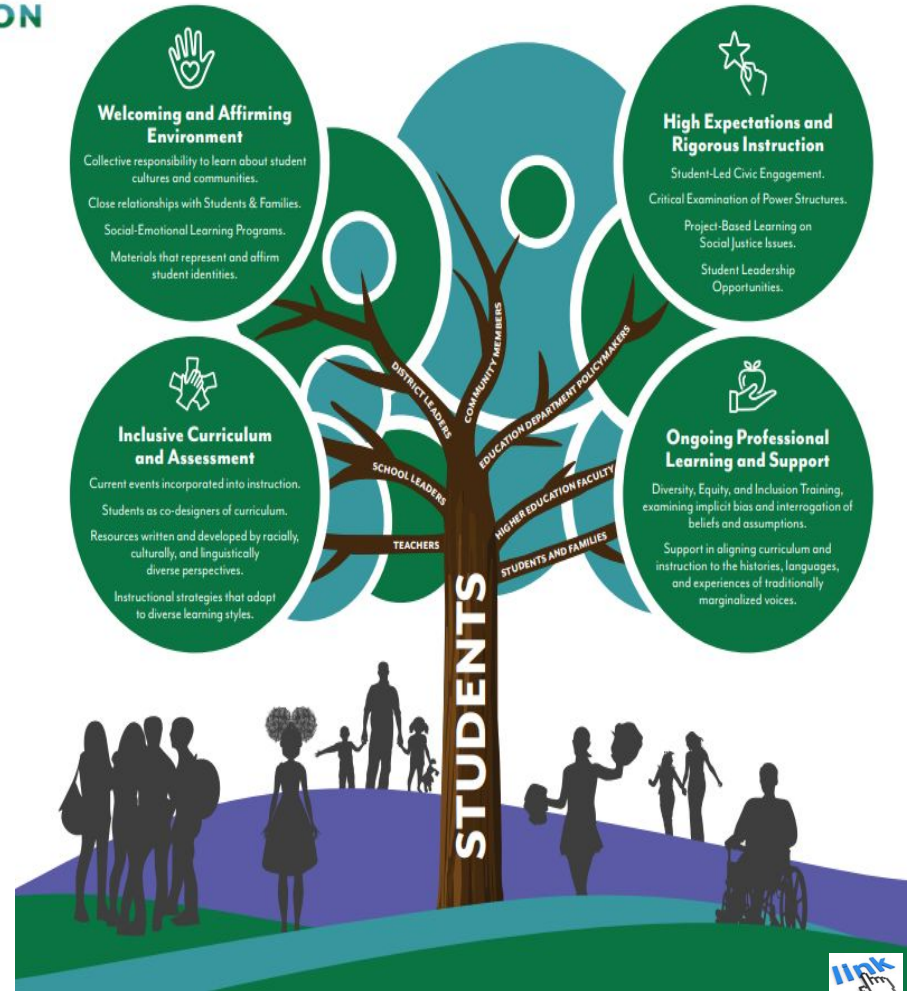 ON
Welcoming and Affirming
Environment
Collective responsibility to learn about student
cultures and communities.
Close relationships with Students & Families.
Social-Emotional Learning Programs.
Materials that represent and affirm
student identities.
High Expectations and
Rigorous Instruction
Student-Led Civic Engagement.
Critical Examination of Power Structures.
Project-Based Learning on
Social Justice Issues.
Student Leadership
Opportunities.
Inclusive Curriculum
and Assessment
Current events incorporated into instruction.
Students as co-designers of curriculum.
Resources written and developed by racially,
culturally, and linguistically
diverse perspectives.
Instructional strategies that adapt
to diverse learning styles.
Ongoing Professional
Learning and Support
Diversity, Equity, and Inclusion Training,
examining implicit bias and interrogation of
beliefs and assumptions.
Support in aligning curriculum and
instruction to the histories, languages,
and experiences of traditionally
marginalized voices.
DISTRICT LEADERS
COMMUNITY MEMBERS
EDUCATION DEPARTMENT POLICYMAKERS
SCHOOL LEADERS
HIGHER EDUCATION FACULTY
TEACHERS
STUDENTS AND FAMILIES
STUDENTS
link